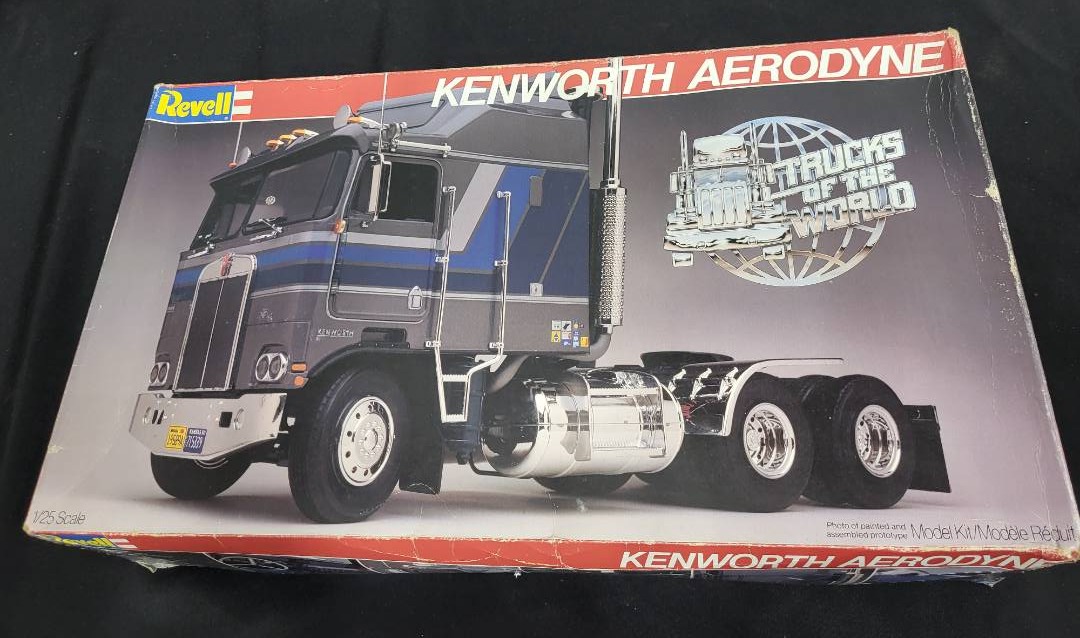 Revell
KENWORTH AERODYNE
TRUCKS
OF THE
WORLD
KENWORTH
1/25 Scale
Photo of painted and
assembled prototype
Model Kit/Modèle Réduit
Revell
KENWORTH AERODYN